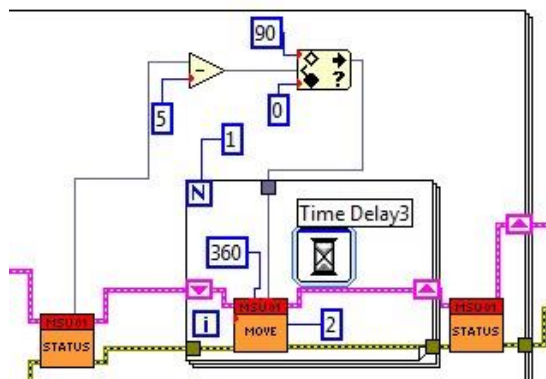 90
5
0
1
N
Time Delay3
360
MSU01
MOVE
i
2
MSU01
STATUS
MSU01
STATUS